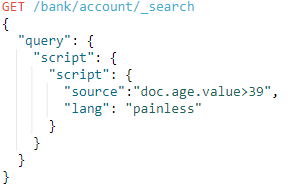 GET /bank/account/_search
{
  "query": {
    "script": {
      "script": {
        "source":"doc.age.value>39",
        "lang": "painless"
      }
    }
  }
}